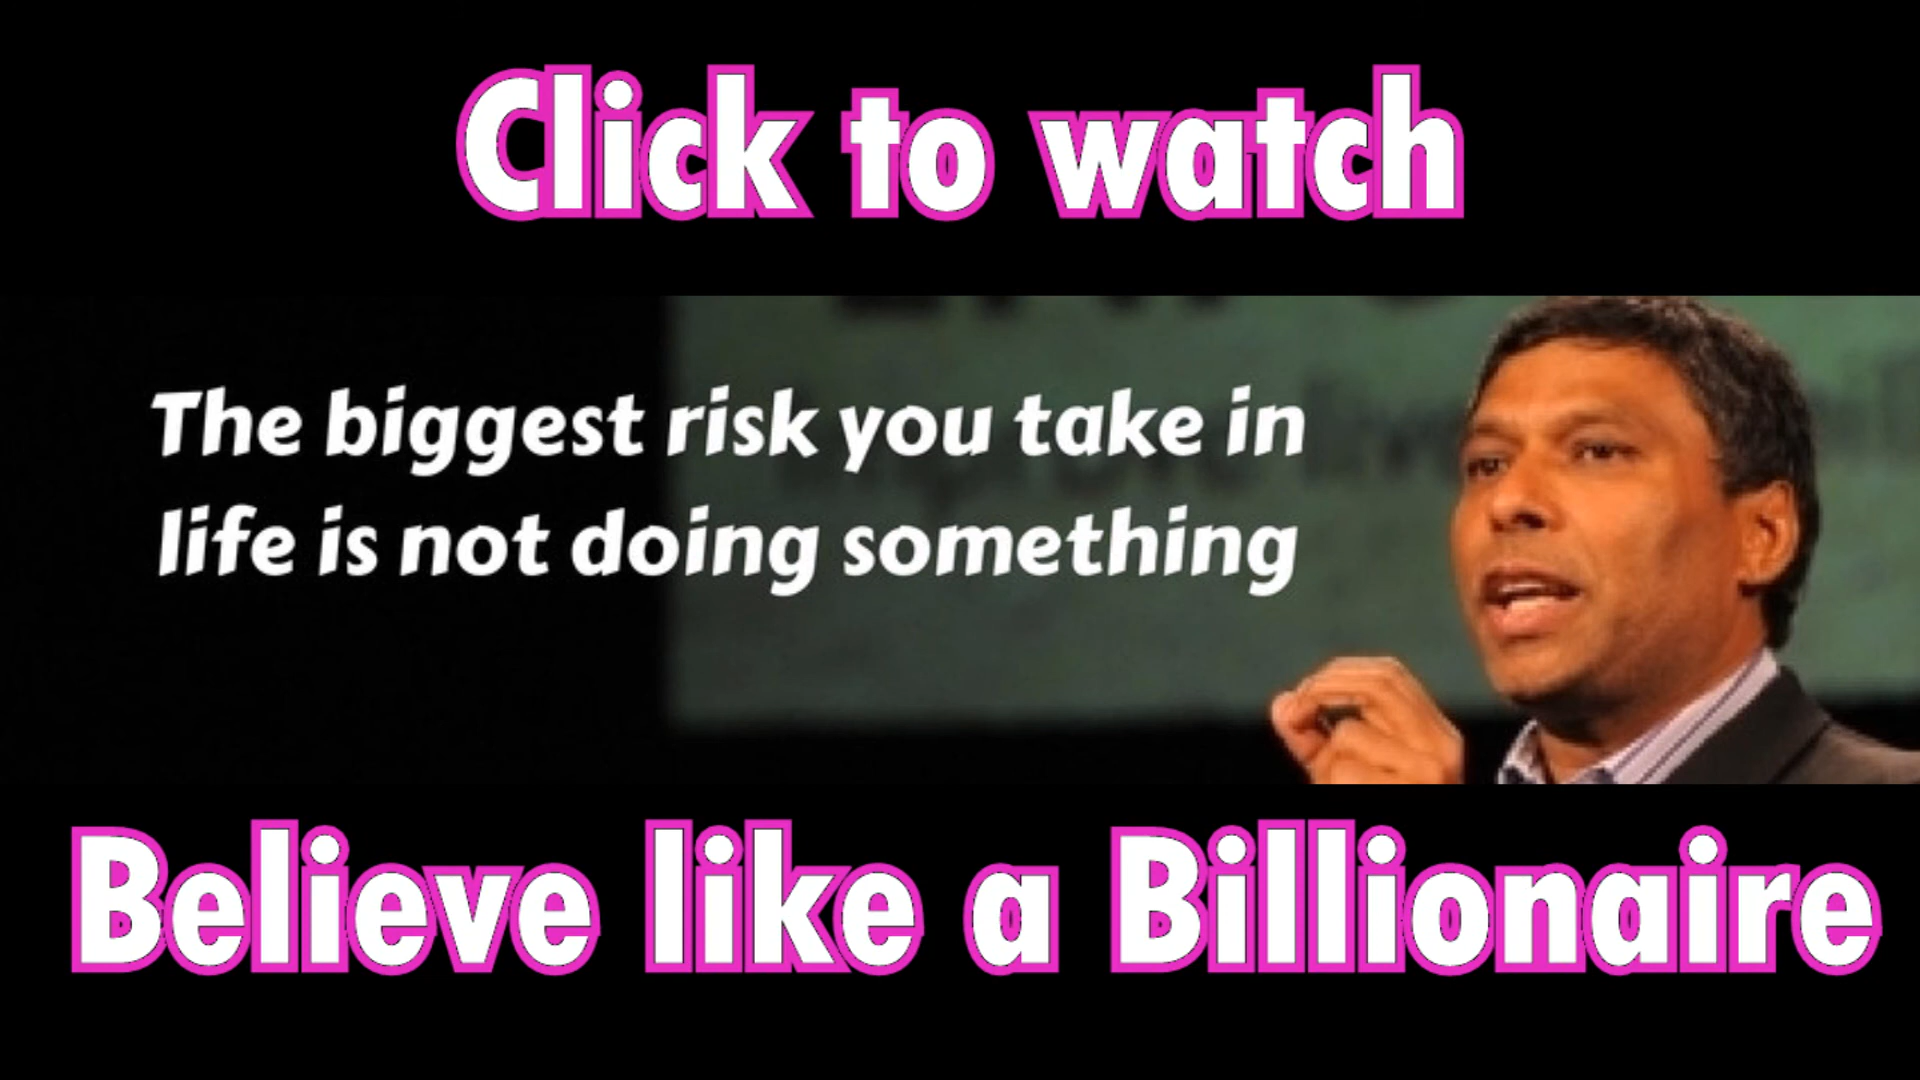 Click to watch
The biggest risk you take in
life is not doing something
Believe like a Billionaire